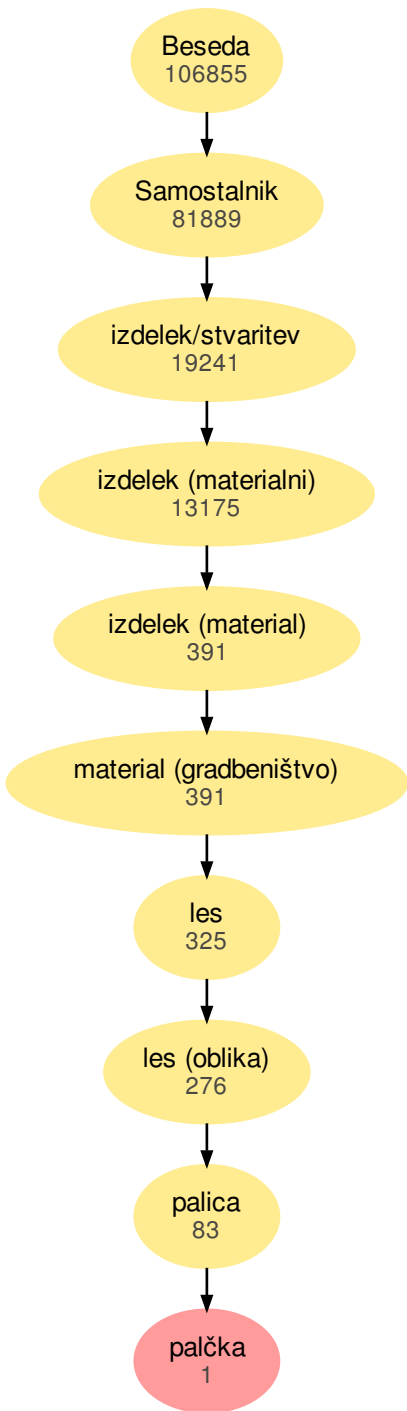 Beseda
106855
Samostalnik
81889
izdelek/stvaritev
19241
izdelek (materialni)
13175
izdelek (material)
391
material (gradbeništvo)
391
les
325
les (oblika)
276
palica
83
palčka
1